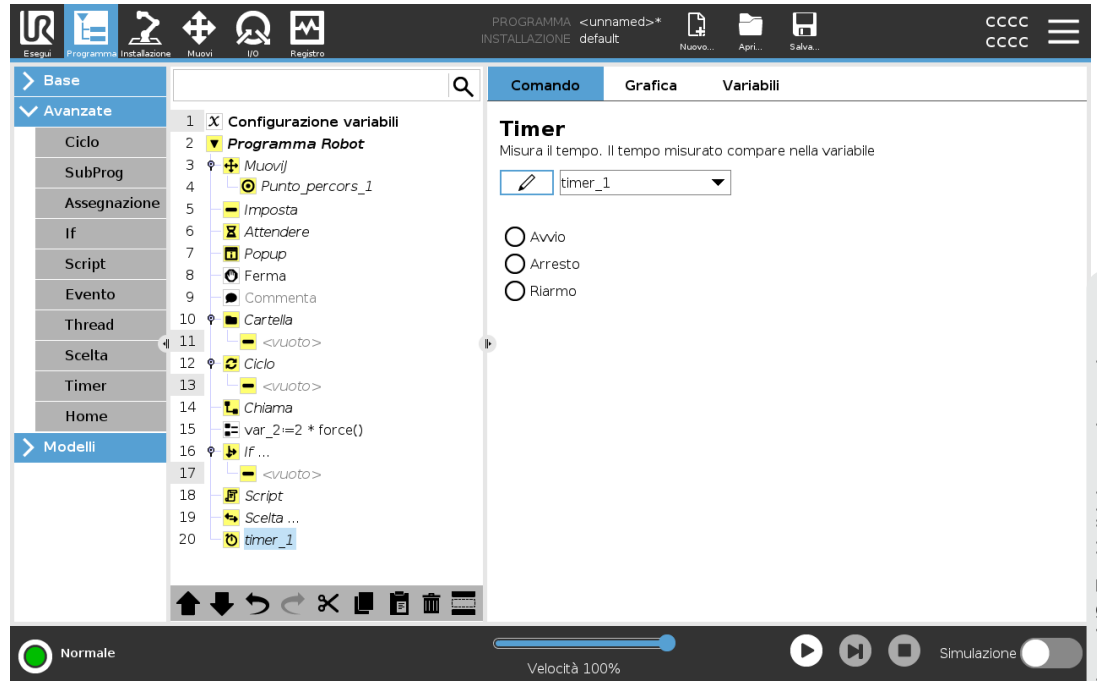 UR
PROGRAMMA <unnamed>*
INSTALLAZIONE default
Nuovo... Apri... Salva...
CCCC
CCCC
Esegui Programma Installazione Muovi I/O Registro
Base
Avanzate
Ciclo
SubProg
Assegnazione
If
Script
Evento
Thread
Scelta
Timer
Home
Modelli
1 X Configurazione variabili
2 Programma Robot
3 MuoviJ
4 Punto_percors_1
5 Imposta
6 Attendere
7 Popup
8 Ferma
9 Commenta
10 Cartella
11 <vuoto>
12 Ciclo
13 <vuoto>
14 Chiama
15 var_2:=2 * force()
16 If ...
17 <vuoto>
18 Script
19 Scelta ...
20 timer_1
Comando Grafica Variabili
Timer
Misura il tempo. Il tempo misurato compare nella variabile
timer_1
Avvio
Arresto
Riarmo
Normale
Velocità 100%
Simulazione